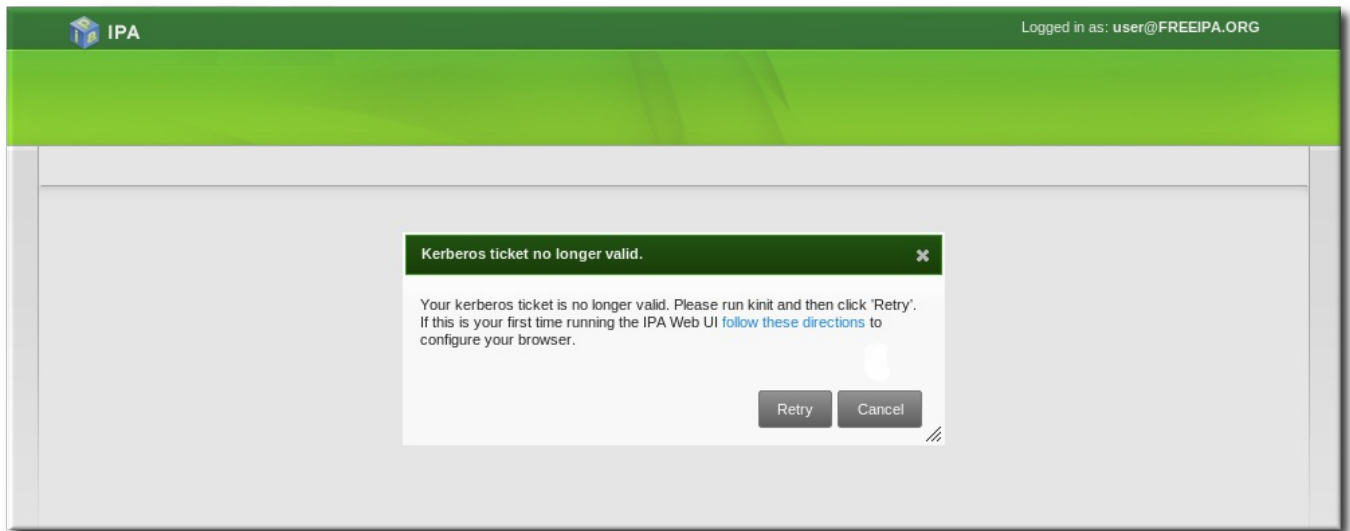 IPA
Logged in as: user@FREEIPA.ORG
Kerberos ticket no longer valid.
Your kerberos ticket is no longer valid. Please run kinit and then click 'Retry'.
If this is your first time running the IPA Web UI follow these directions to
configure your browser.
Retry Cancel